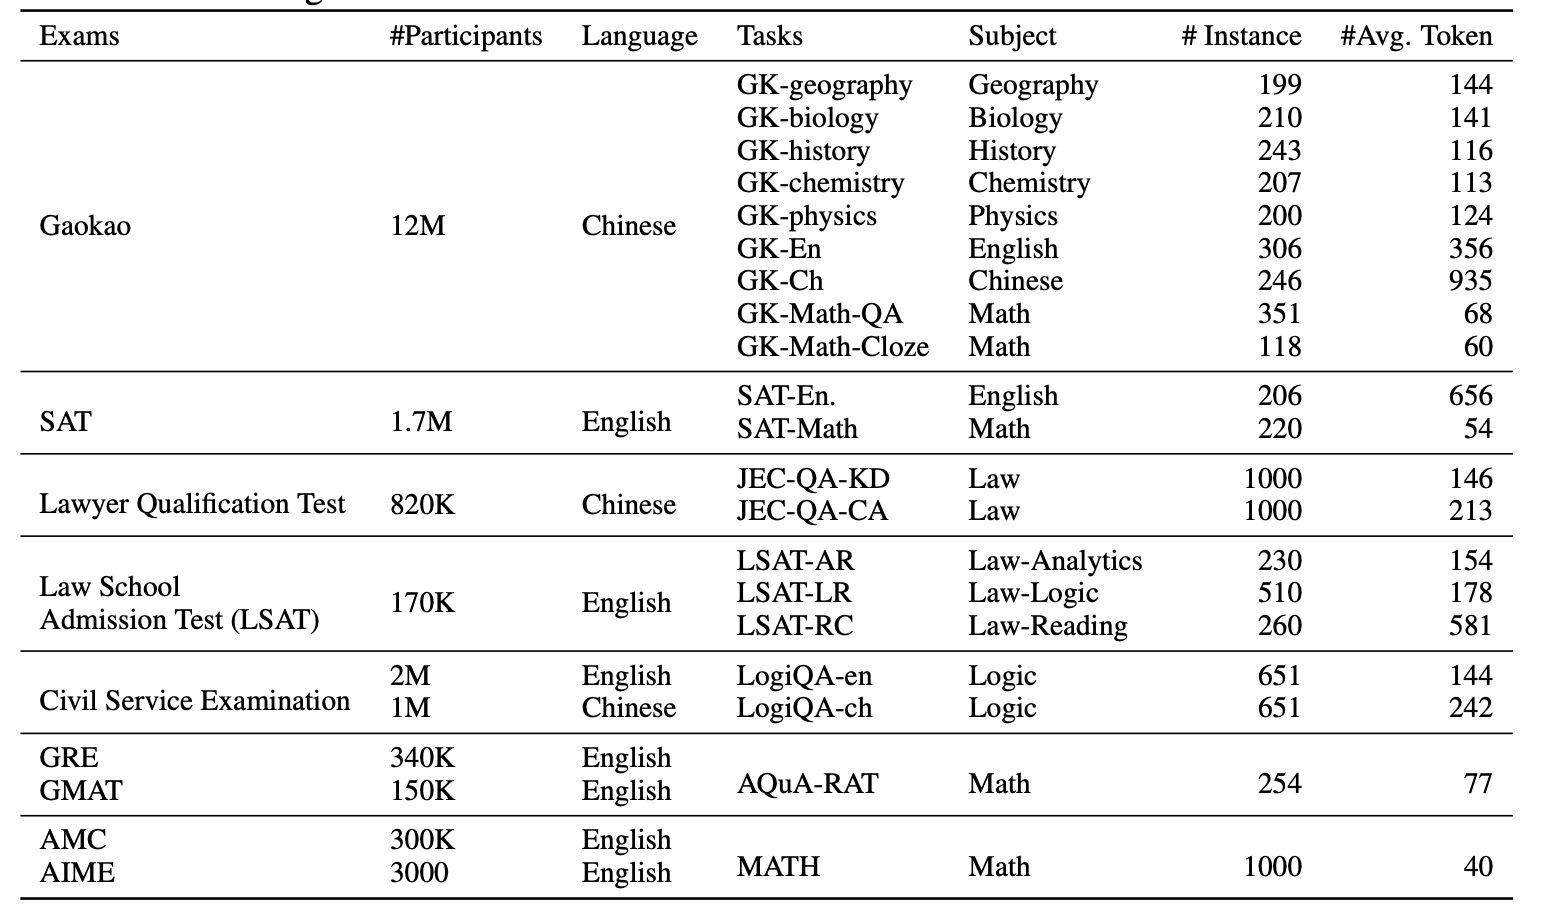 Exams #Participants Language Tasks Subject # Instance #Avg. Token
GK-geography Geography 199 144
GK-biology Biology 210 141
GK-history History 243 116
GK-chemistry Chemistry 207 113
GK-physics Physics 200 124
Gaokao 12M Chinese
GK-En English 306 356
GK-Ch Chinese 246 935
GK-Math-QA Math 351 68
GK-Math-Cloze Math 118 60
SAT-En. English 206 656
SAT 1.7M English
SAT-Math Math 220 54
JEC-QA-KD Law 1000 146
Lawyer Qualification Test 820K Chinese
JEC-QA-CA Law 1000 213
LSAT-AR Law-Analytics 230 154
Law School
LSAT-LR Law-Logic 510 178
170K English
Admission Test (LSAT)
LSAT-RC Law-Reading 260 581
2M English LogiQA-en Logic 651 144
Civil Service Examination
1M Chinese LogiQA-ch Logic 651 242
GRE 340K English
AQuA-RAT Math 254 77
GMAT 150K English
AMC 300K English
MATH Math 1000 40
AIME 3000 English